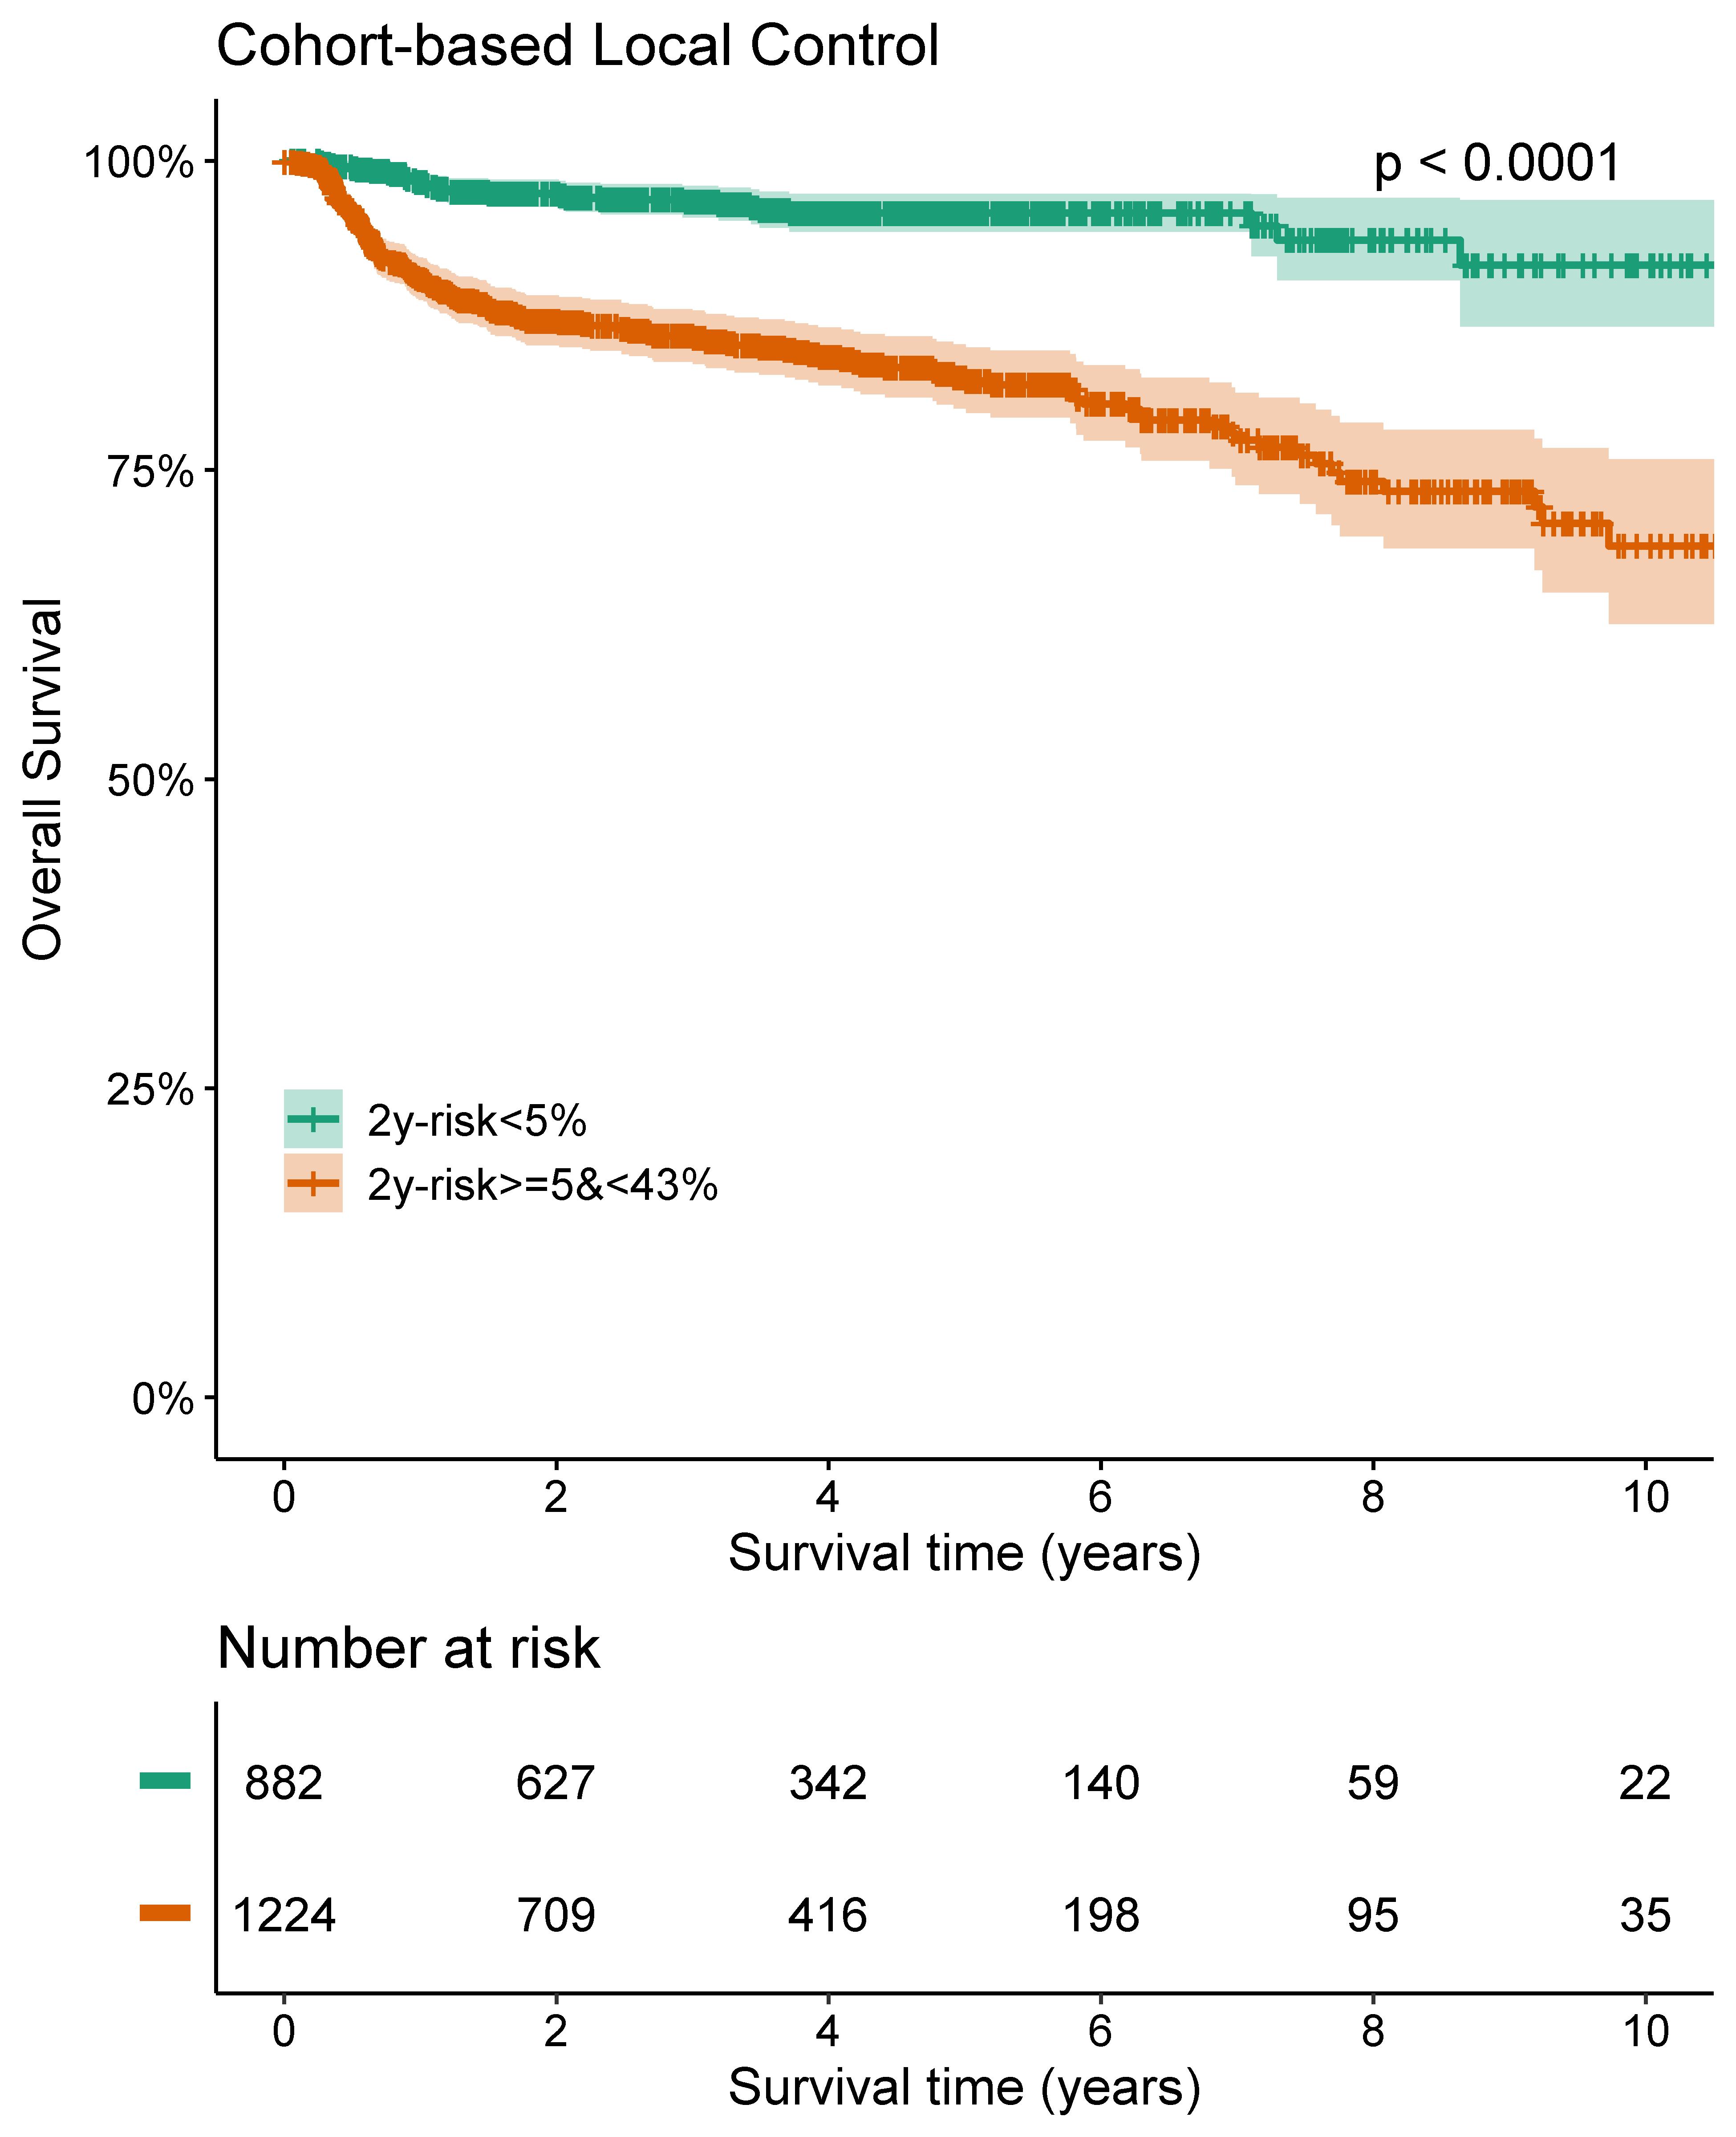 Cohort-based Local Control
100%
75%
50%
25%
0%
Overall Survival
p < 0.0001
2y-risk<5%
2y-risk>=5&<43%
0 2 4 6 8 10
Survival time (years)
Number at risk
882 627 342 140 59 22
1224 709 416 198 95 35
0 2 4 6 8 10
Survival time (years)